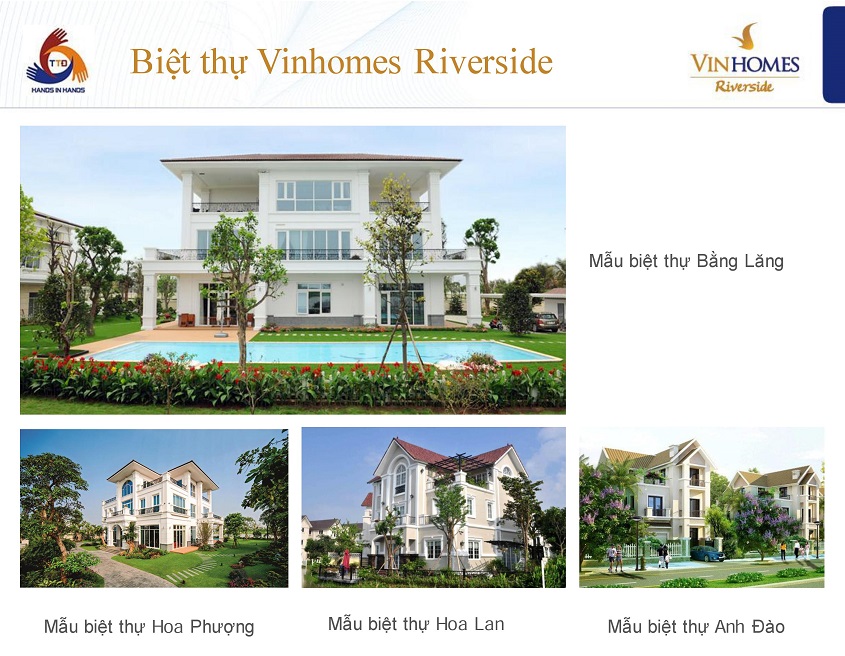 TTD
HANDS IN HANDS
Biệt thự Vinhomes Riverside
VINHOMES
Riverside
Mẫu biệt thự Bằng Lăng
Mẫu biệt thự Hoa Phượng
Mẫu biệt thự Hoa Lan
Mẫu biệt thự Anh Đào